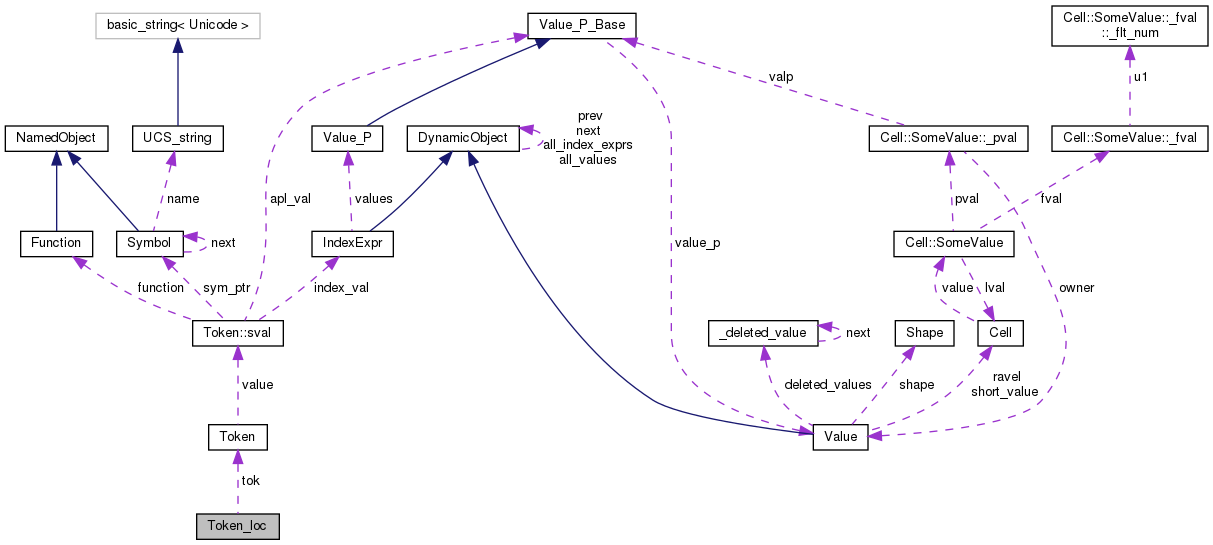 basic_string< Unicode >
Value_P_Base
Cell::SomeValue::_fval
::_flt_num
valp
u1
prev
next
all_index_exprs
all_values
NamedObject
UCS_string
Value_P
DynamicObject
Cell::SomeValue::_pval
Cell::SomeValue::_fval
name
apl_val
values
pval
fval
Function
Symbol
next
IndexExpr
value_p
Cell::SomeValue
function
sym_ptr
index_val
value
lval
owner
Token::sval
_deleted_value
next
Shape
Cell
value
deleted_values
shape
ravel
short_value
Token
Value
tok
Token_loc